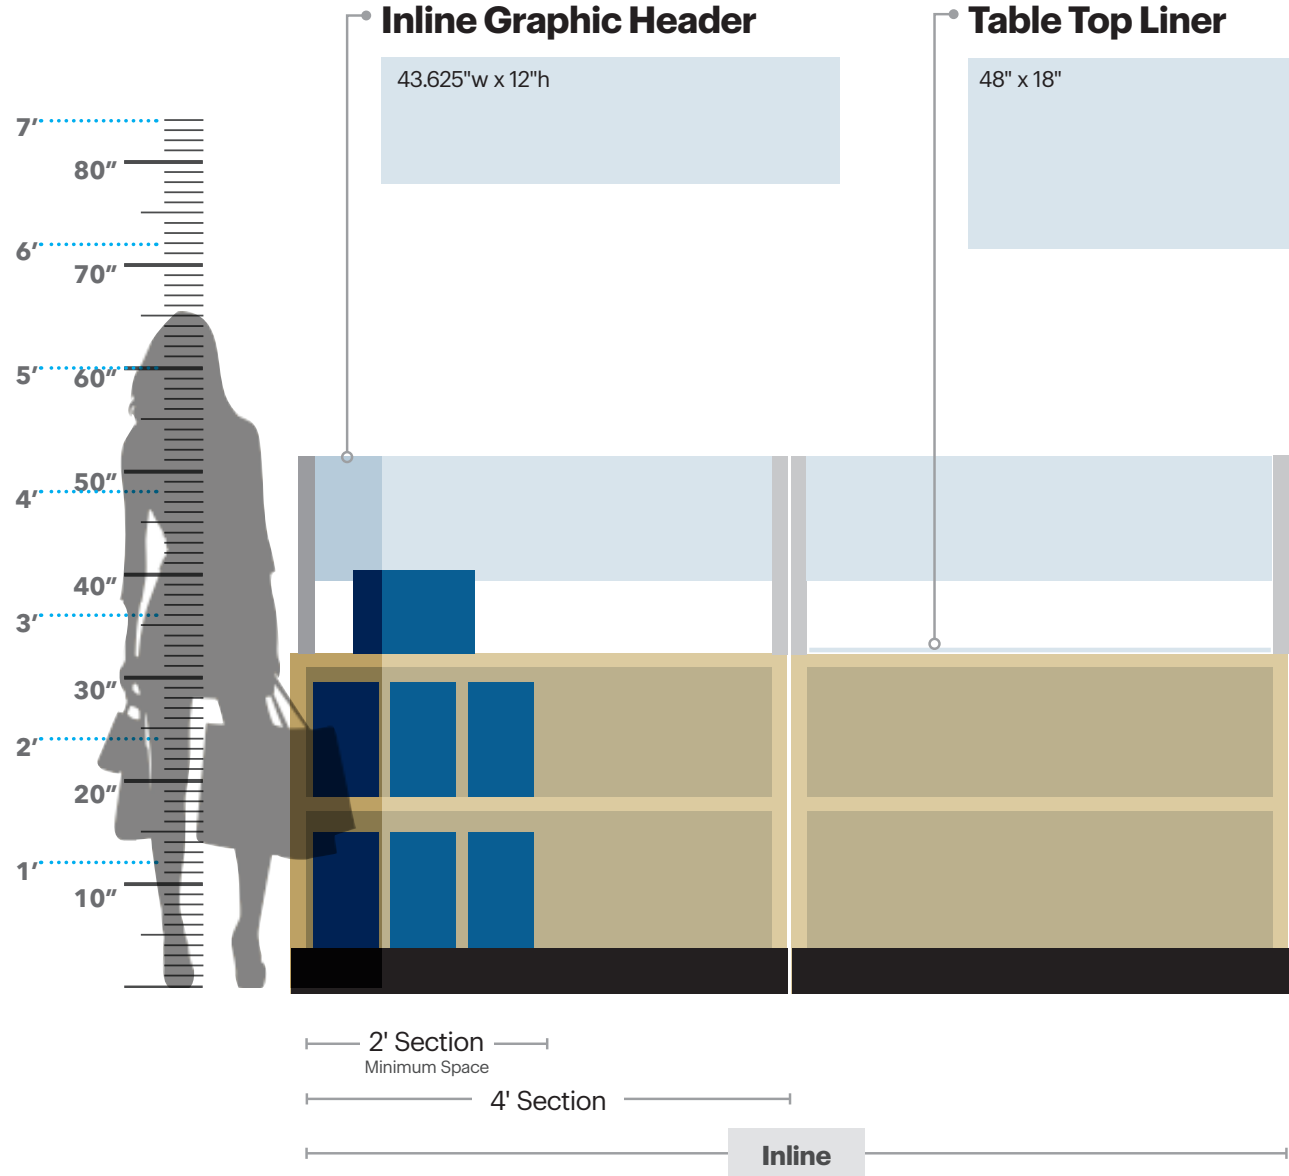 Inline Graphic Header
Table Top Liner
43.625"w x 12"h
48" x 18"
7’
80”
6’
70”
5’
60”
50”
4’
40”
3’
30”
2’
20”
1’
10”
2' Section
Minimum Space
4' Section
Inline